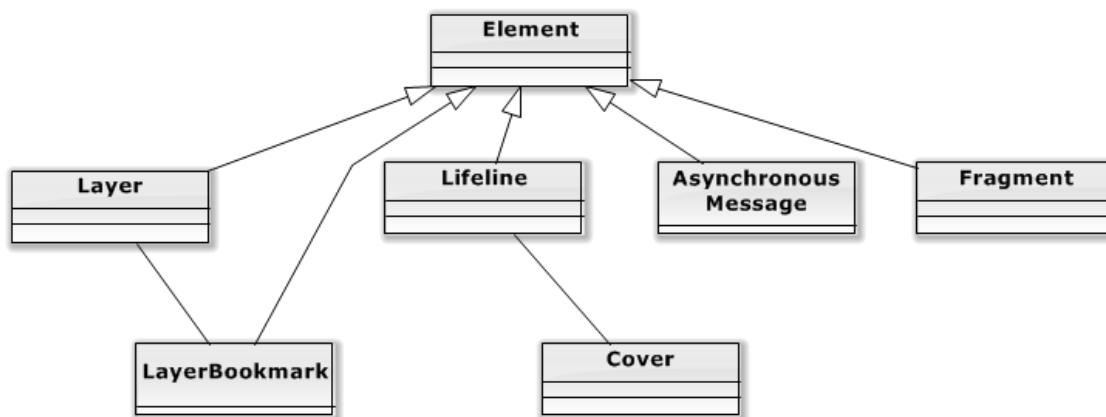 Element
Layer
Lifeline
Asynchronous
Message
Fragment
LayerBookmark
Cover